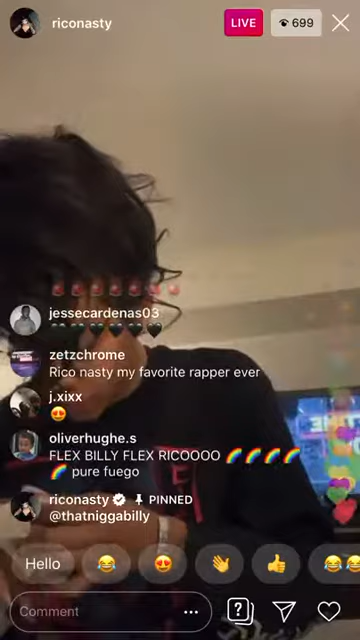 riconasty
LIVE
699
jessecardenas03
zetzchrome
Rico nasty my favorite rapper ever
j.xixx
oliverhughe.s
FLEX BILLY FLEX RICOOOO 🌈🌈🌈🌈
🌈 pure fuego
riconasty PINNED
@thatniggabilly
Hello
Comment